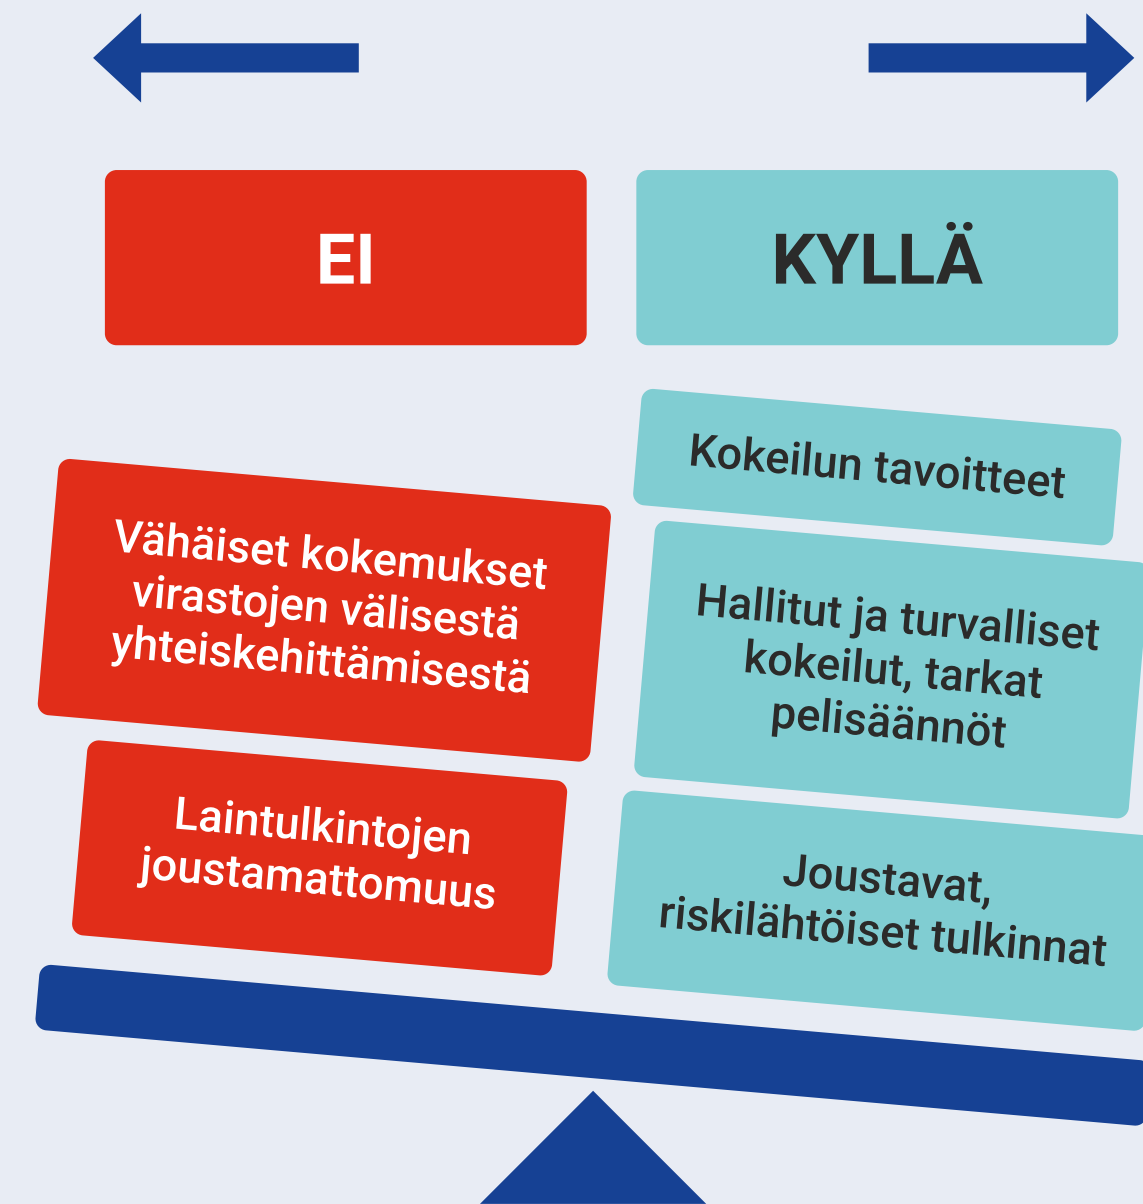 EI
KYLLÄ
Vähäiset kokemukset
virastojen välisestä
yhteiskehittämisestä
Laintulkintojen
joustamattomuus
Kokeilun tavoitteet
Hallitut ja turvalliset
kokeilut, tarkat
pelisäännöt
Joustavat,
riskilähtöiset tulkinnat